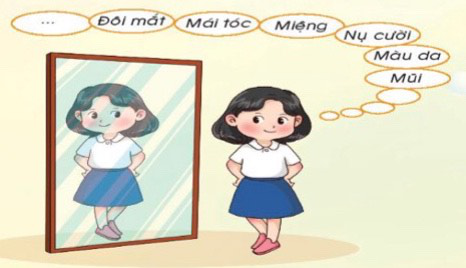 ...
Đôi mắt
Mái tóc
Miệng
Nụ cười
Màu da
Mũi